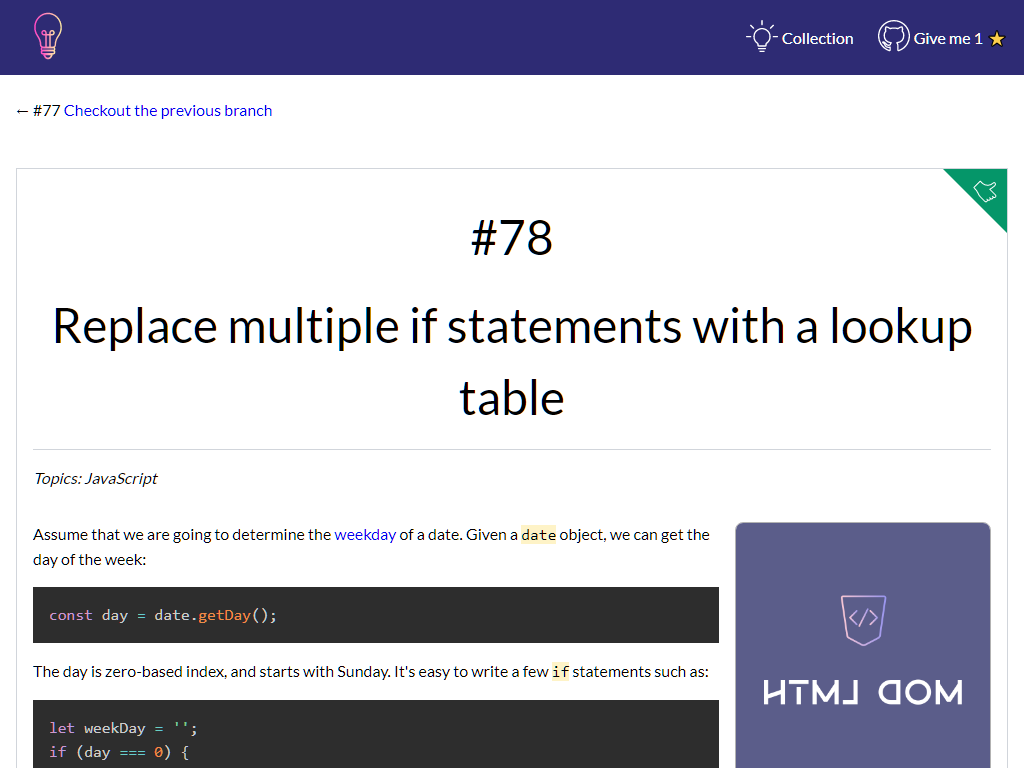 Collection
Give me 1
← #77 Checkout the previous branch
#78
Replace multiple if statements with a lookup
table
Topics: JavaScript
Assume that we are going to determine the weekday of a date. Given a date object, we can get the
day of the week:
const day = date.getDay();
The day is zero-based index, and starts with Sunday. It's easy to write a few if statements such as:
let weekDay = '';
if (day === 0) {
</> 
HTML DOM